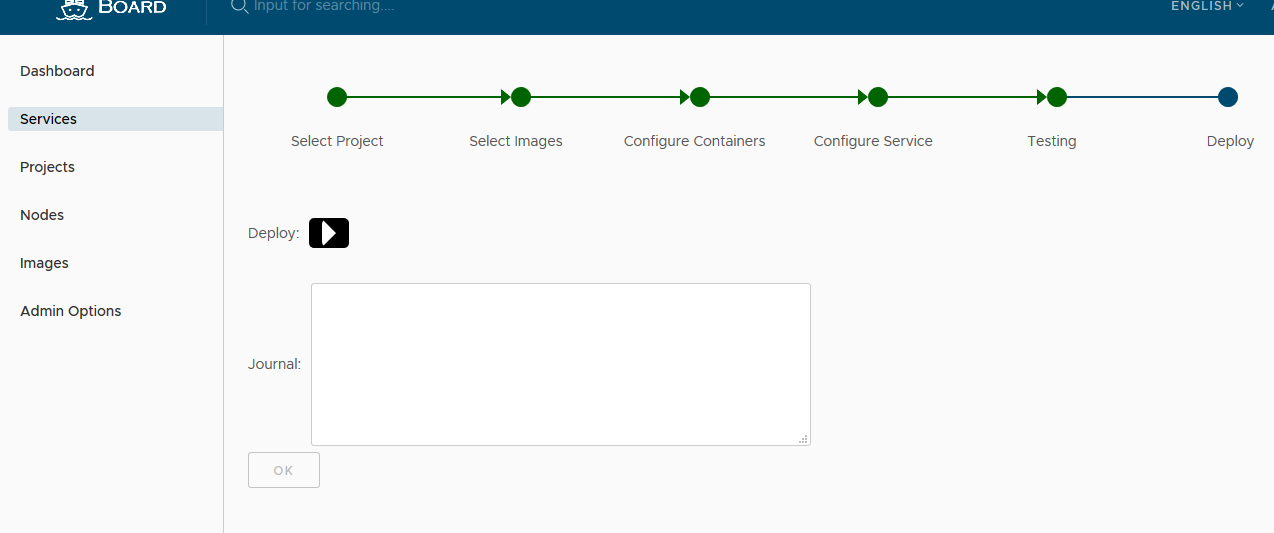 BOARD
Input for searching....
ENGLISH
Dashboard
Services
Projects
Nodes
Images
Admin Options
Select Project
Select Images
Configure Containers
Configure Service
Testing
Deploy
Deploy:
Journal:
OK